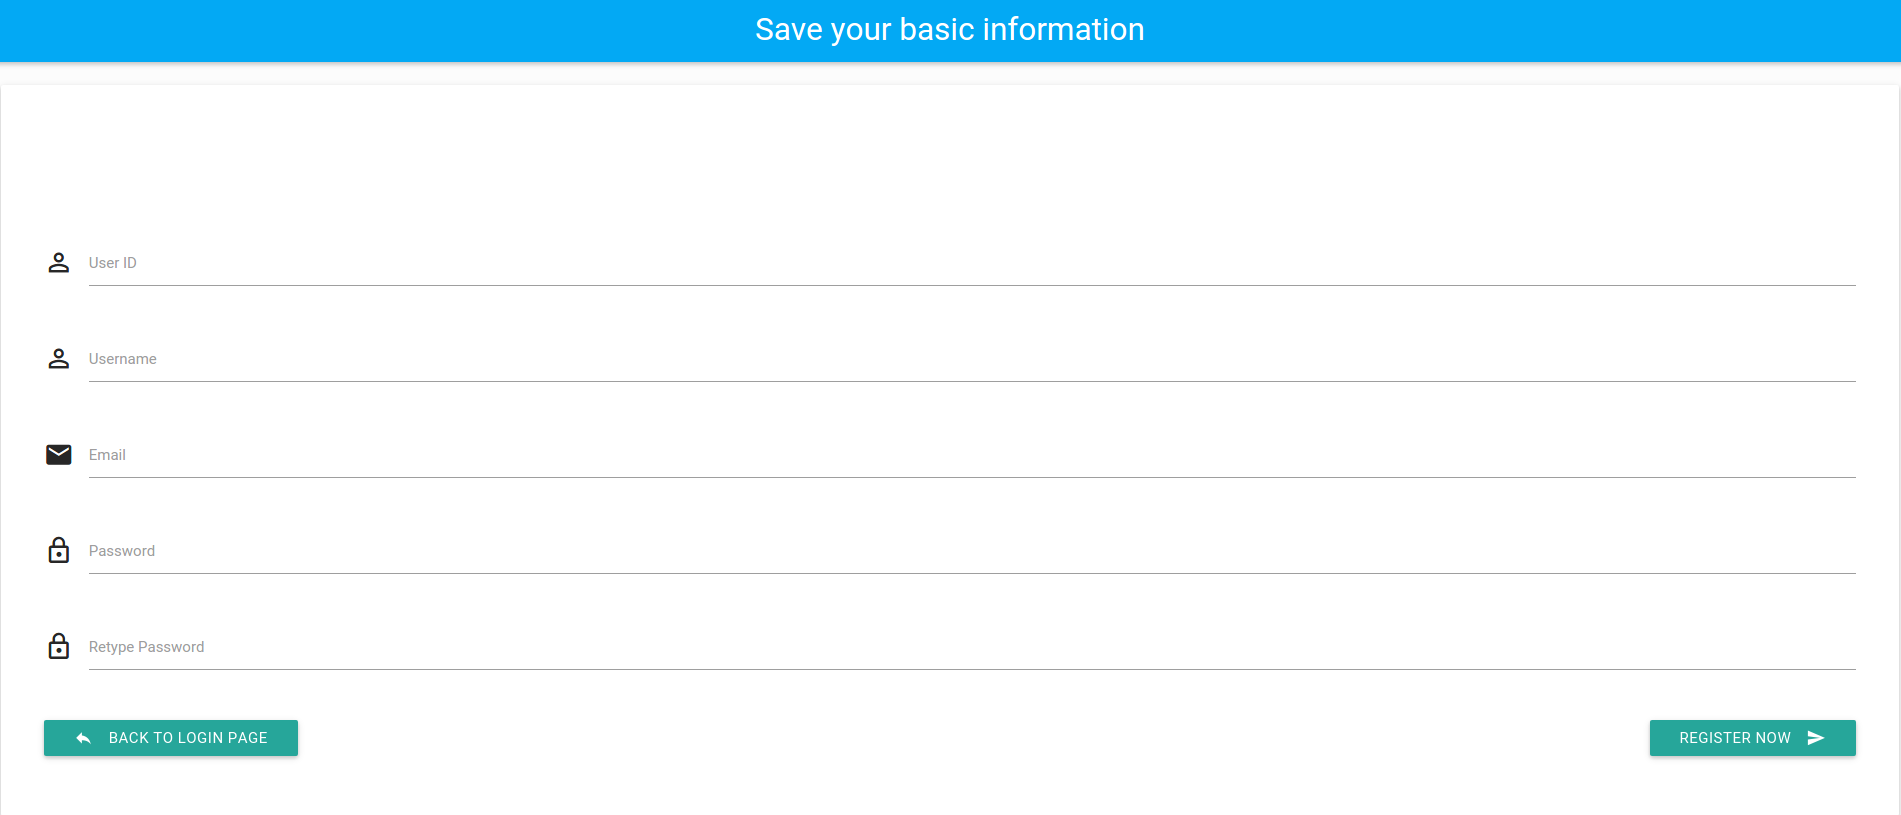 Save your basic information
User ID
Username
Email
Password
Retype Password
BACK TO LOGIN PAGE
REGISTER NOW